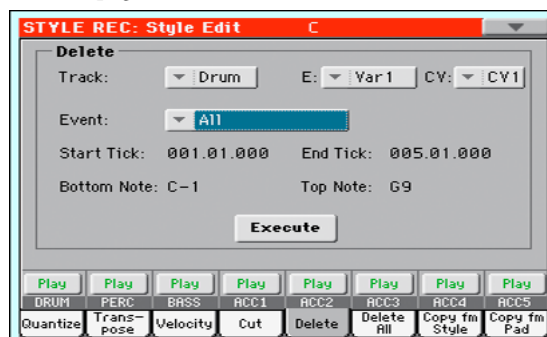 STYLE REC: Style Edit C
Delete
Track: Drum E: Var1 CV: CV1
Event: All
Start Tick: 001.01.000 End Tick: 005.01.000
Bottom Note: C-1 Top Note: G9
Execute
Play Play Play Play Play Play Play Play
DRUM PERC BASS ACC1 ACC2 ACC3 ACC4 ACC5
Quantize Trans- Velocity Cut Delete Delete Copy fm Copy fm
pose All Style Pad